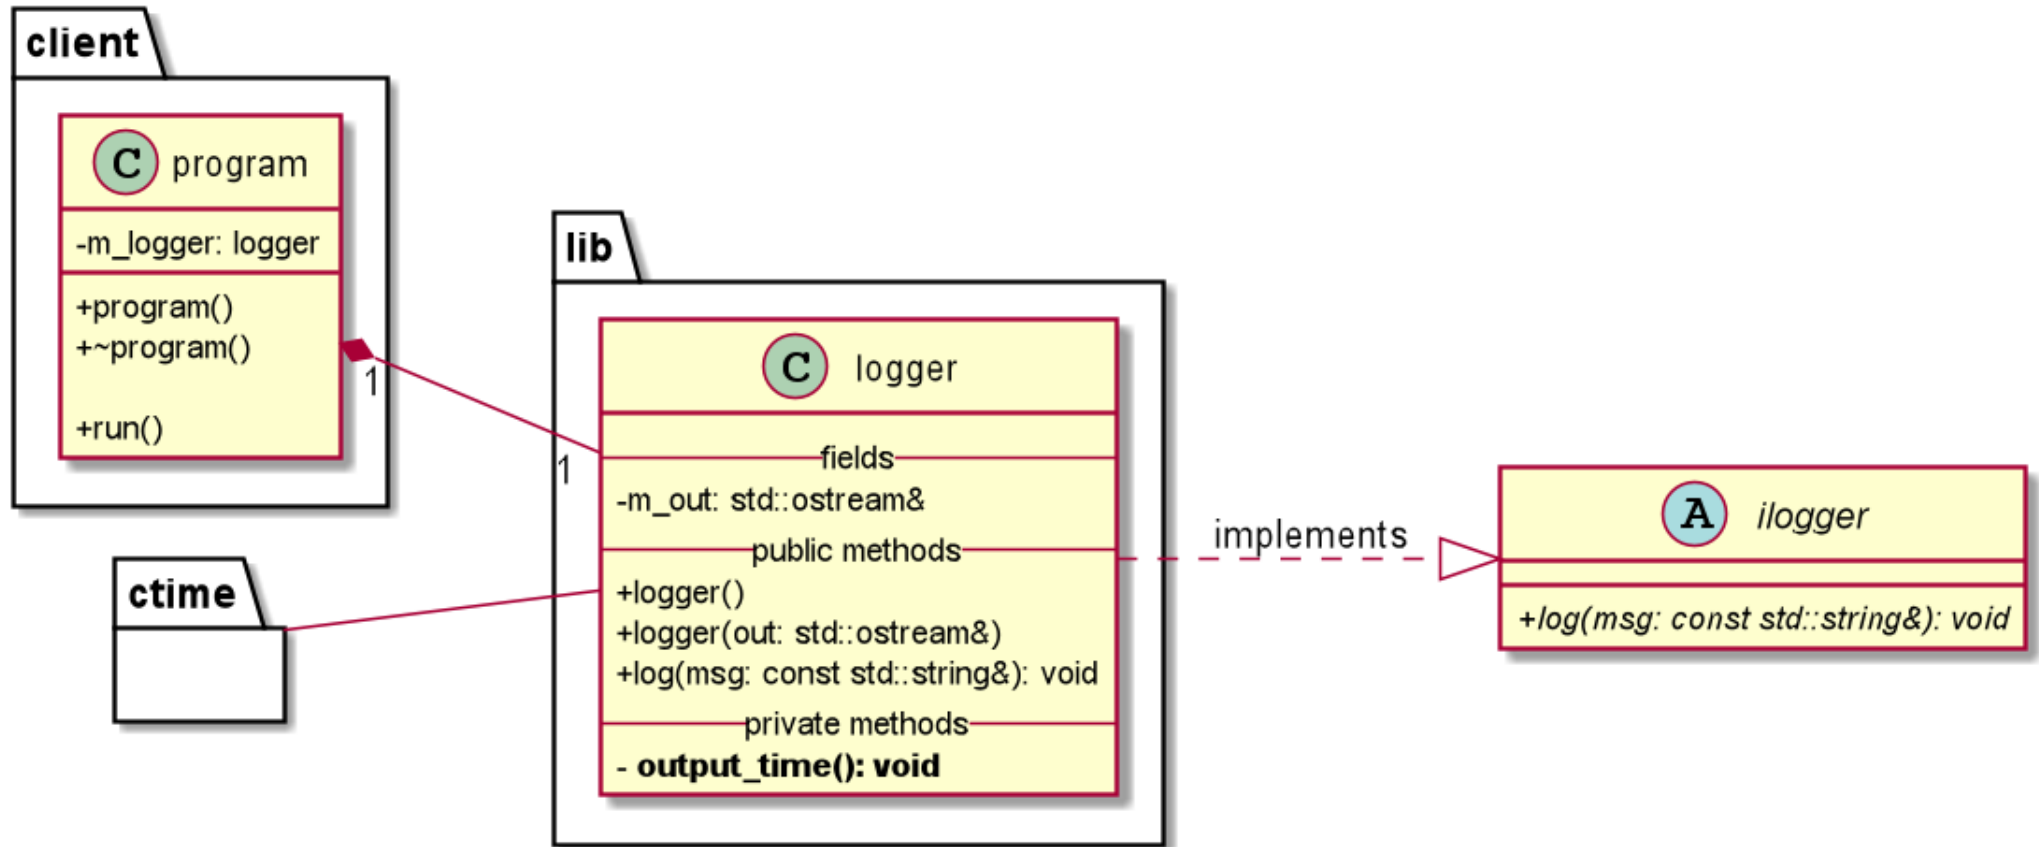 client
C program
-m_logger: logger
+program()
+~program()
+run()
1
1
lib
C logger
fields
-m_out: std::ostream&
public methods
+logger()
+logger(out: std::ostream&)
+log(msg: const std::string&): void
private methods
- output_time(): void
ctime
implements
A ilogger
+log(msg: const std::string&): void